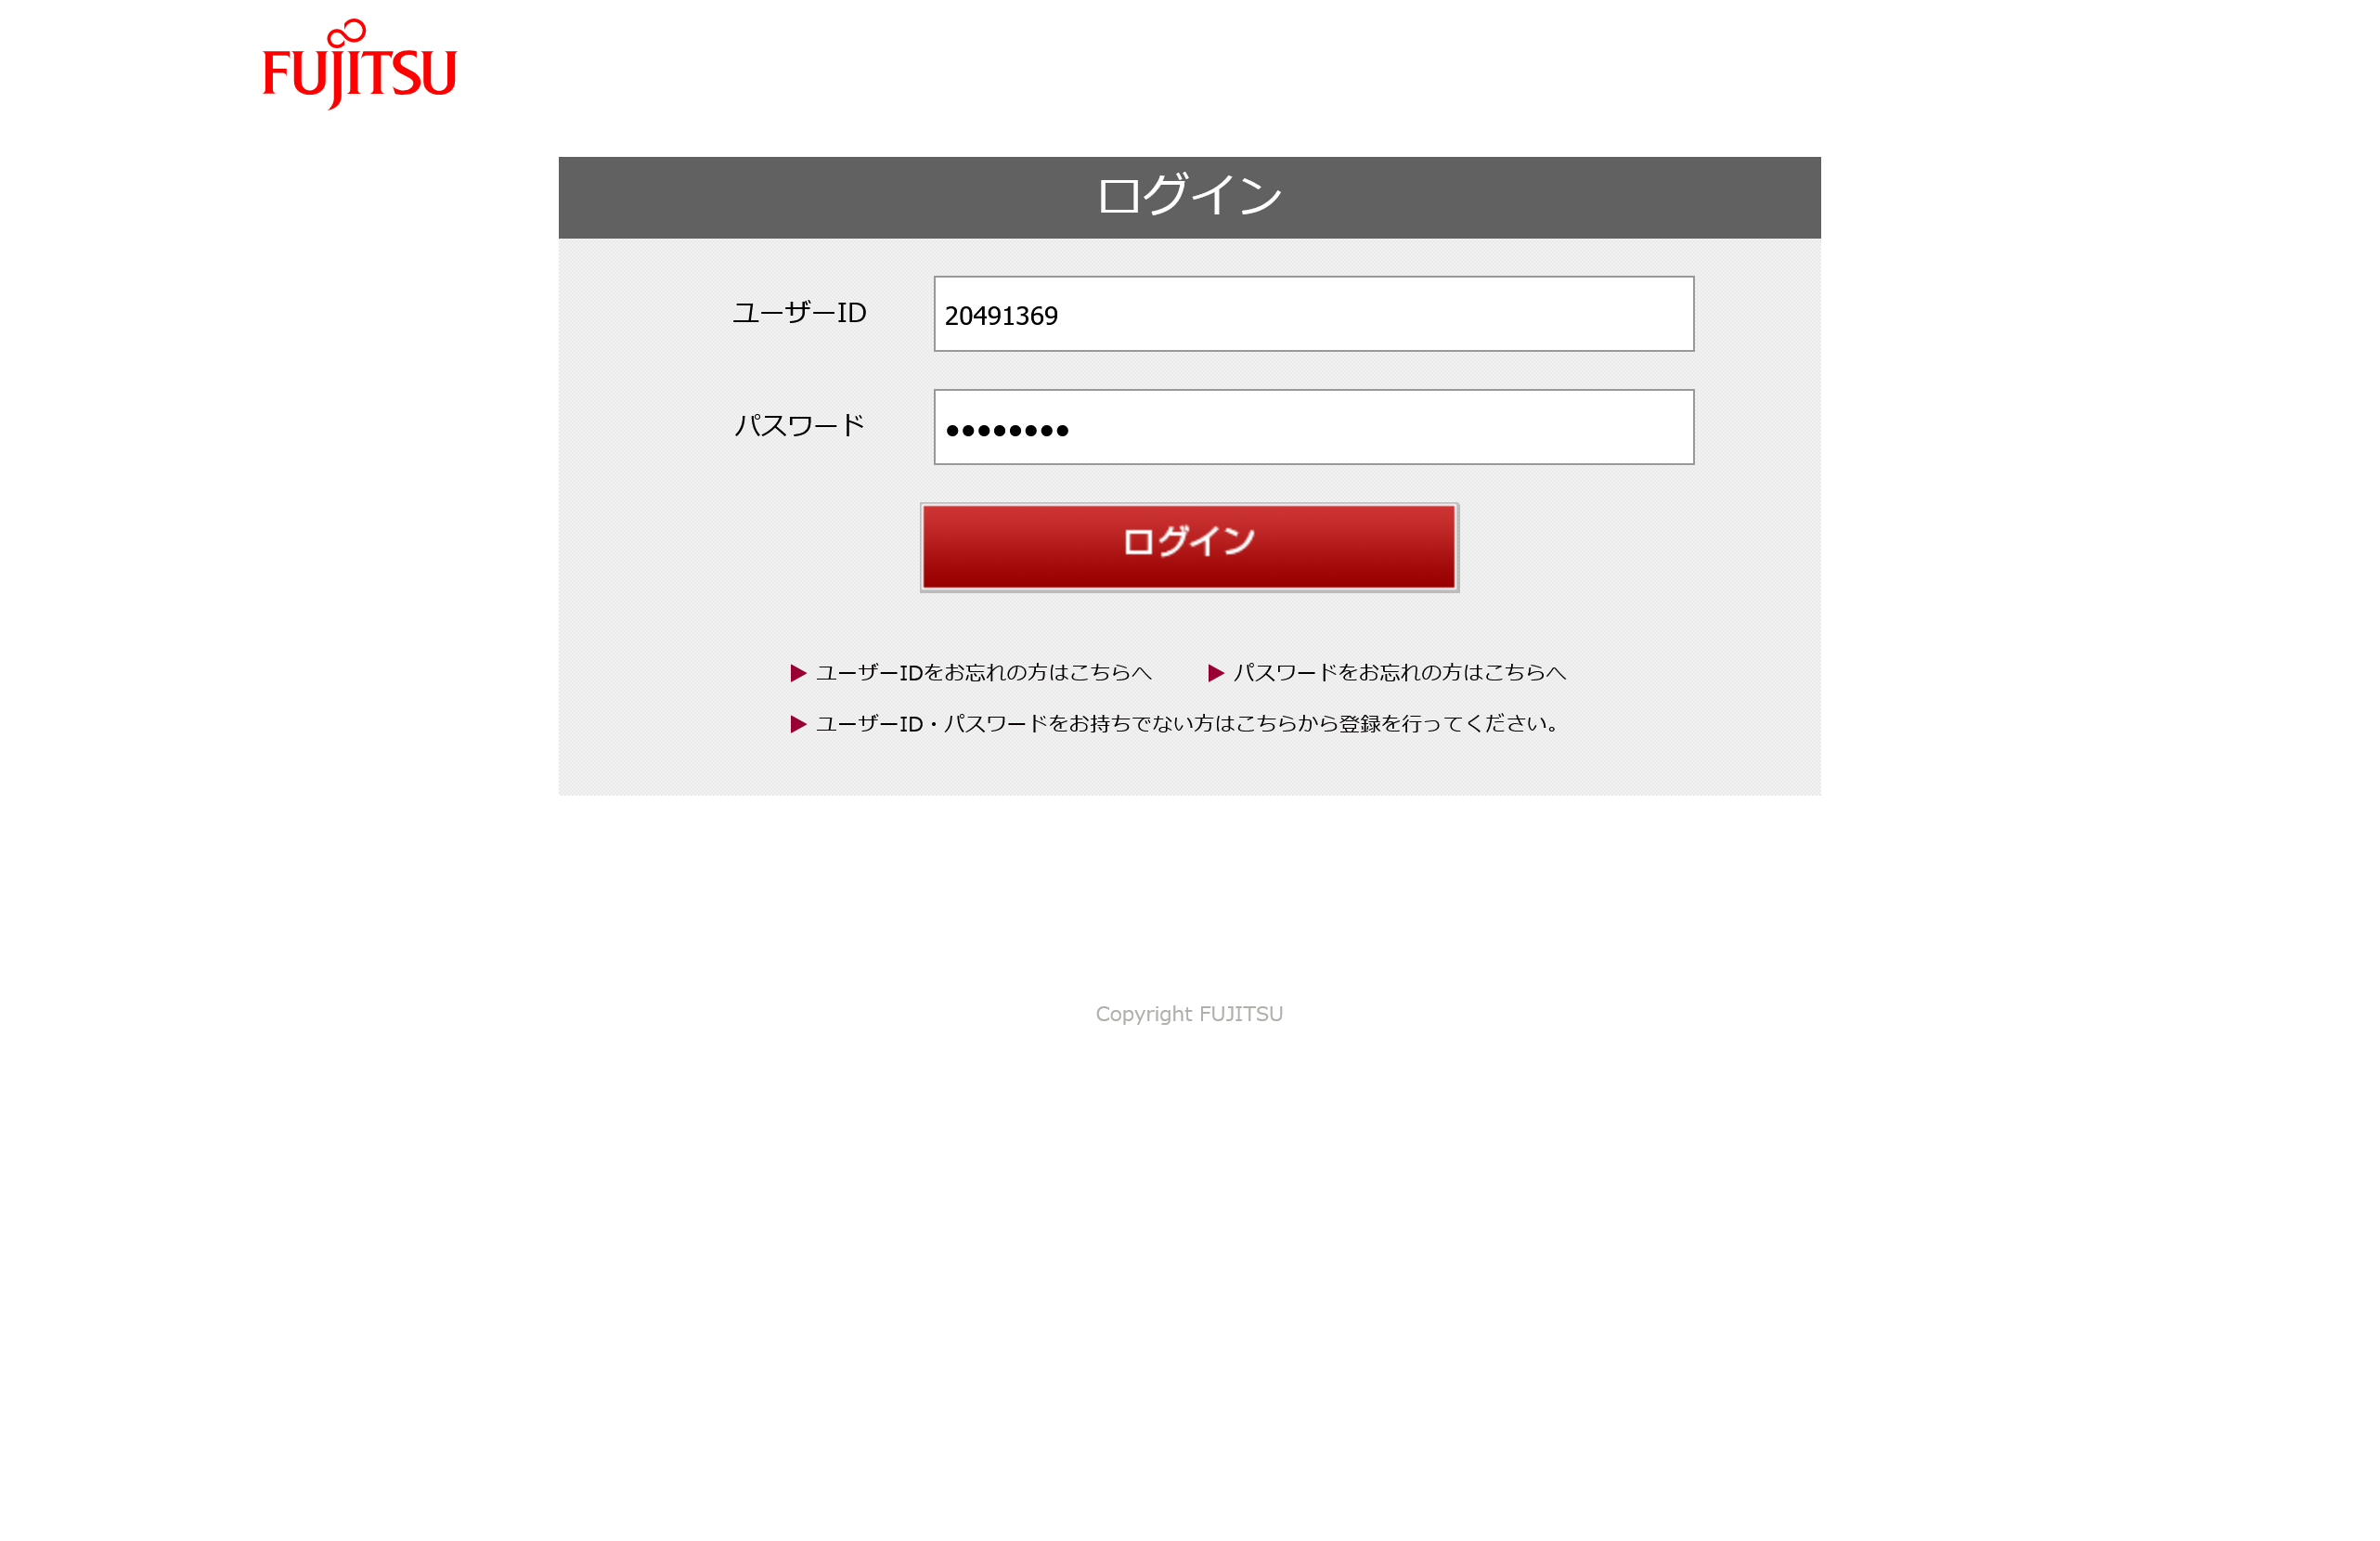 FUJITSU
ログイン
ユーザーID
20491369
パスワード
••••••••
ログイン
ユーザーIDをお忘れの方はこちらへ
パスワードをお忘れの方はこちらへ
ユーザーID・パスワードをお持ちでない方はこちらから登録を行ってください。
Copyright FUJITSU